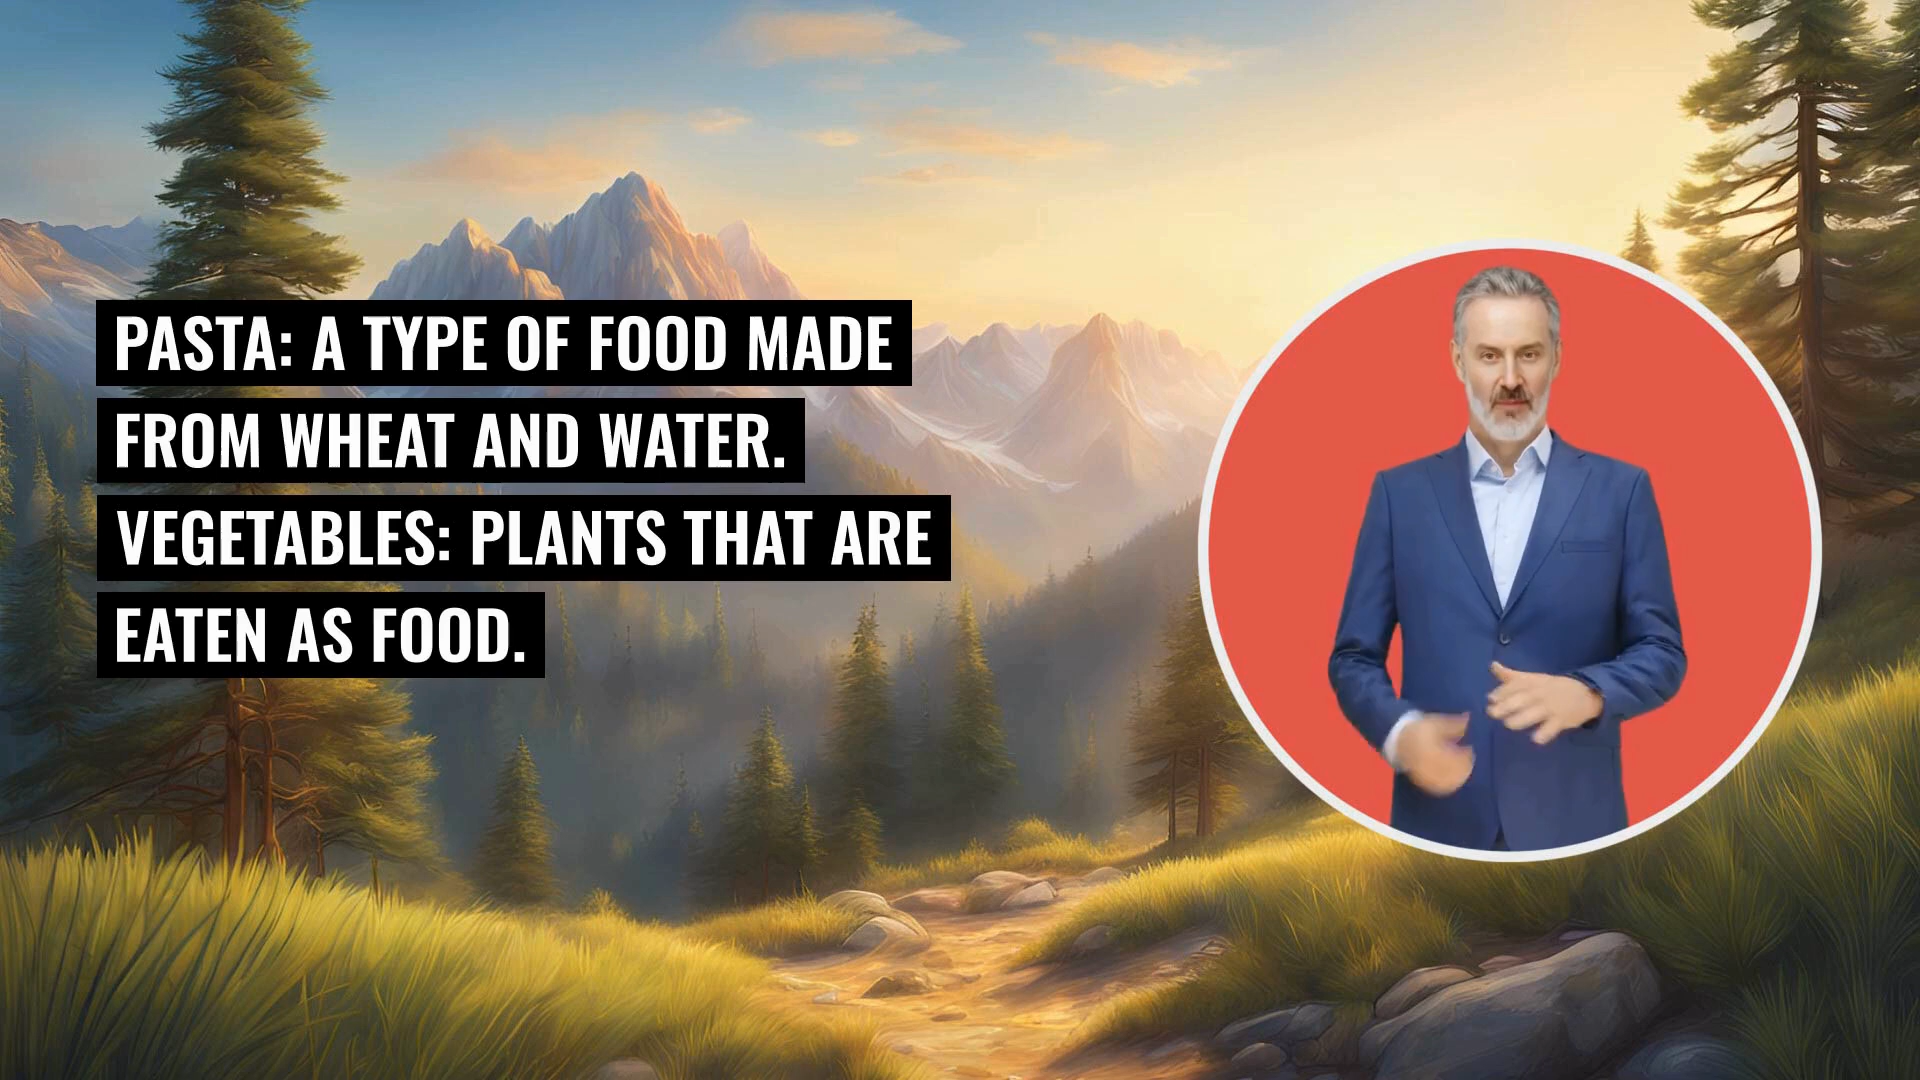 PASTA: A TYPE OF FOOD MADE
FROM WHEAT AND WATER.
VEGETABLES: PLANTS THAT ARE
EATEN AS FOOD.